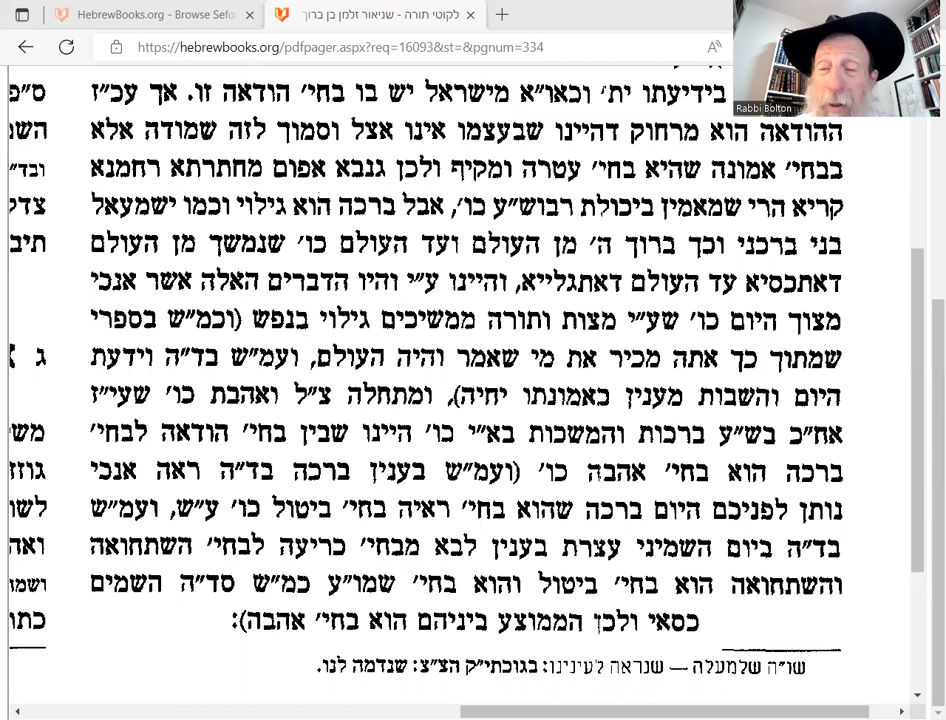 HebrewBooks.org - Browse Sefo
לקוטי תורה - שניאור זלמן בן ברוך
https://hebrewbooks.org/pdfpager.aspx?req=16093&st=&pgnum=334
Rabbi Bolton
בידיעתו ית׳ וכאו״א מישראל יש בו בחי׳ הודאה זו. אך עכ״ז
ההודאה הוא מרחוק דהיינו שבעצמו אינו אצל וסמוך לזה שמודה אלא
בבחי׳ אמונה שהיא בחי׳ עטרה ומקיף ולכן גנבא אפום מחתרתא רחמנא
קריא הרי שמאמין ביכולת רבוש״ע כו׳, אבל ברכה הוא גילוי וכמו ישמעאל
בני ברכני וכך ברוך ה׳ מן העולם ועד העולם כו׳ שנמשך מן העולם
דאתכסיא עד העולם דאתגלייא, והיינו ע״י והיו הדברים האלה אשר אנכי
מצוך היום כו׳ שע״י מצות ותורה ממשיכים גילוי בנפש (וכמ״ש בספרי
שמתוך כך אתה מכיר את מי שאמר והיה העולם, ועמ״ש בד״ה וידעת
היום והשבות מענין באמונתו יחיה), ומתחלה צ״ל ואהבת כו׳ שעי״ז
אח״כ בש״ע ברכות והמשכות בא״י כו׳ היינו שבין בחי׳ הודאה לבחי׳
ברכה הוא בחי׳ אהבה כו׳ (ועמ״ש בענין ברכה בד״ה ראה אנכי
נותן לפניכם היום ברכה שהוא בחי׳ ראיה בחי׳ ביטול כו׳ ע״ש, ועמ״ש
בד״ה ביום השמיני עצרת בענין לבא מבחי׳ כריעה לבחי׳ השתחואה
והשתחואה הוא בחי׳ ביטול והוא בחי׳ שמו״ע כמ״ש סד״ה השמים
כסאי ולכן הממוצע ביניהם הוא בחי׳ אהבה):
שו״ה שלמעלה — שנראה לעינינו: בגוכתי״ק הצ״צ: שנדמה לנו.
ס״פ
ובד״
צדק
תיב
ג
גוזז
לשו
ואה
ושמו
כתו